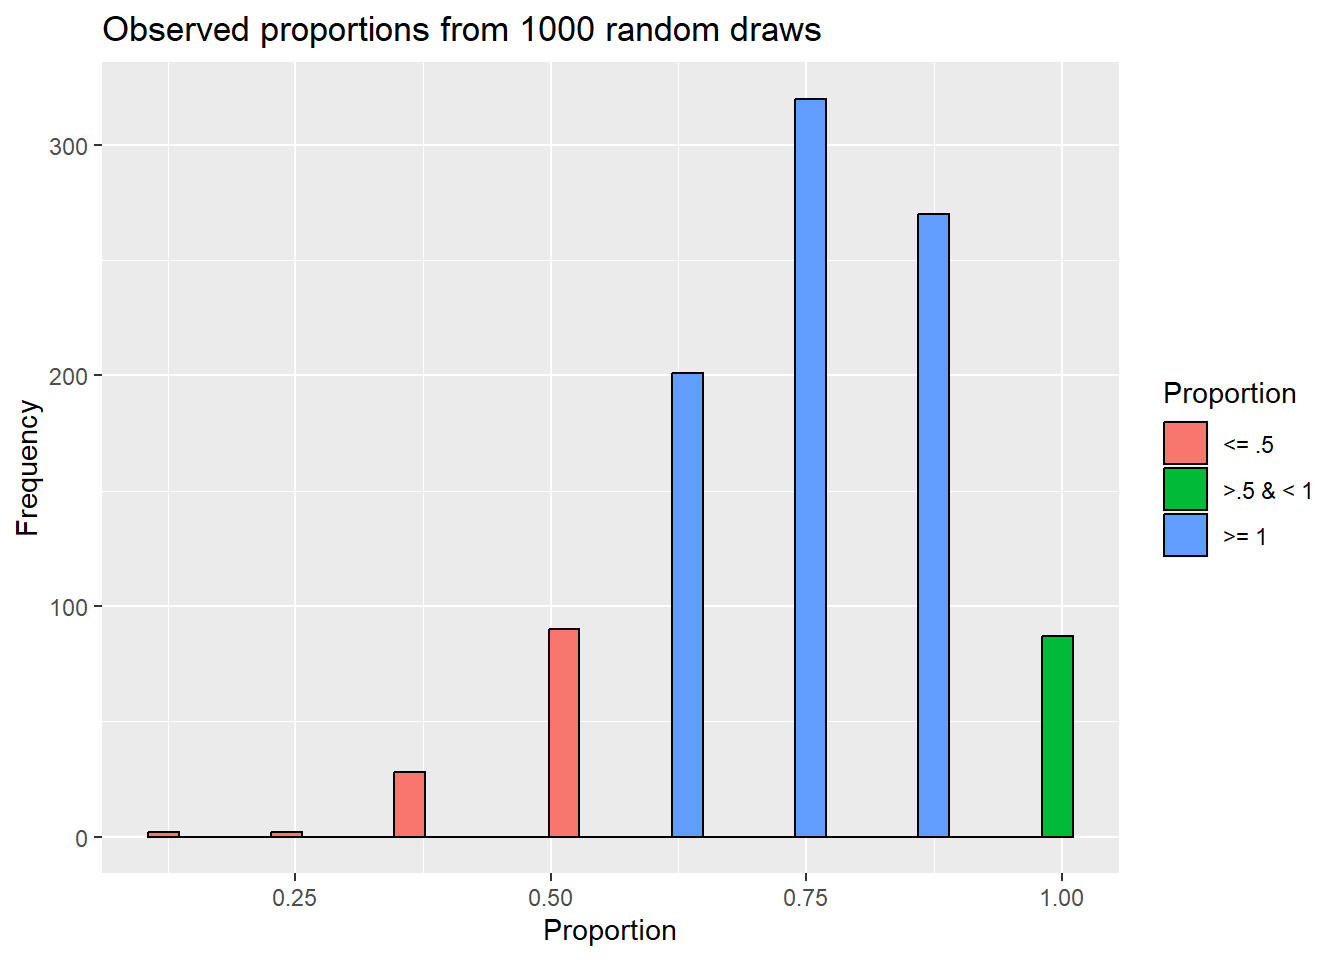 Observed proportions from 1000 random draws
300
200
100
0
Frequency
0.25
0.50
0.75
1.00
Proportion
Proportion
<= .5
>.5 & < 1
>= 1